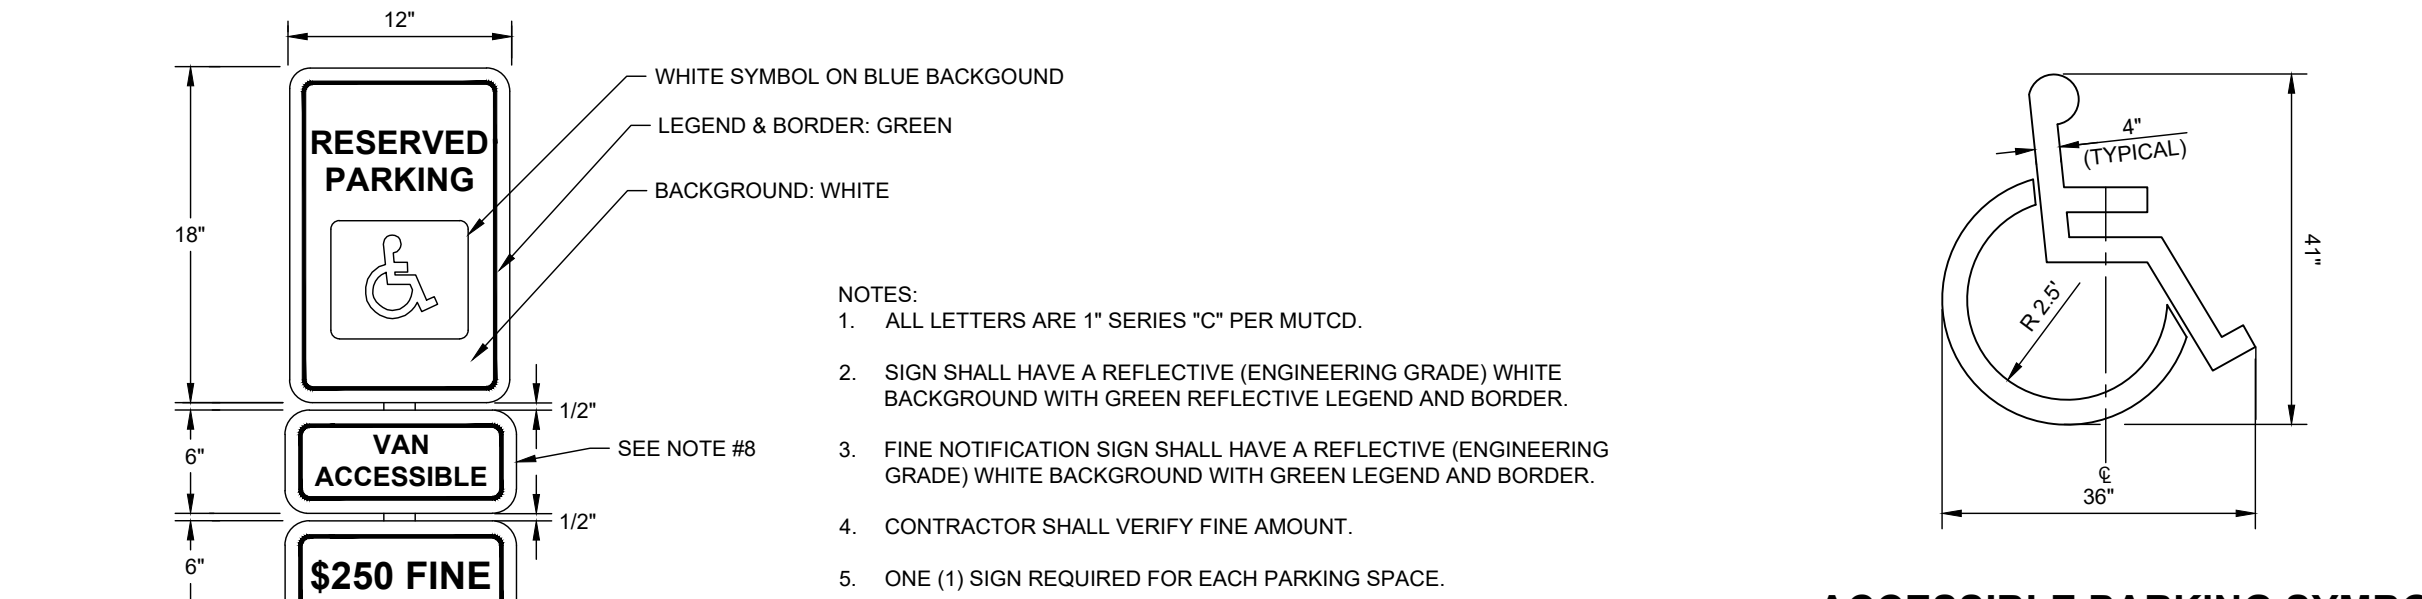 12"
WHITE SYMBOL ON BLUE BACKGOUND
LEGEND & BORDER: GREEN
BACKGROUND: WHITE
RESERVED
PARKING
18"
1/2"
VAN
ACCESSIBLE
6"
SEE NOTE #8
1/2"
6"
$250 FINE
NOTES:
1. ALL LETTERS ARE 1" SERIES "C" PER MUTCD.
2. SIGN SHALL HAVE A REFLECTIVE (ENGINEERING GRADE) WHITE
BACKGROUND WITH GREEN REFLECTIVE LEGEND AND BORDER.
3. FINE NOTIFICATION SIGN SHALL HAVE A REFLECTIVE (ENGINEERING
GRADE) WHITE BACKGROUND WITH GREEN LEGEND AND BORDER.
4. CONTRACTOR SHALL VERIFY FINE AMOUNT.
5. ONE (1) SIGN REQUIRED FOR EACH PARKING SPACE.
4"
(TYPICAL)
41"
R 2.5'
℄
36"
ACCESSIBLE PARKING